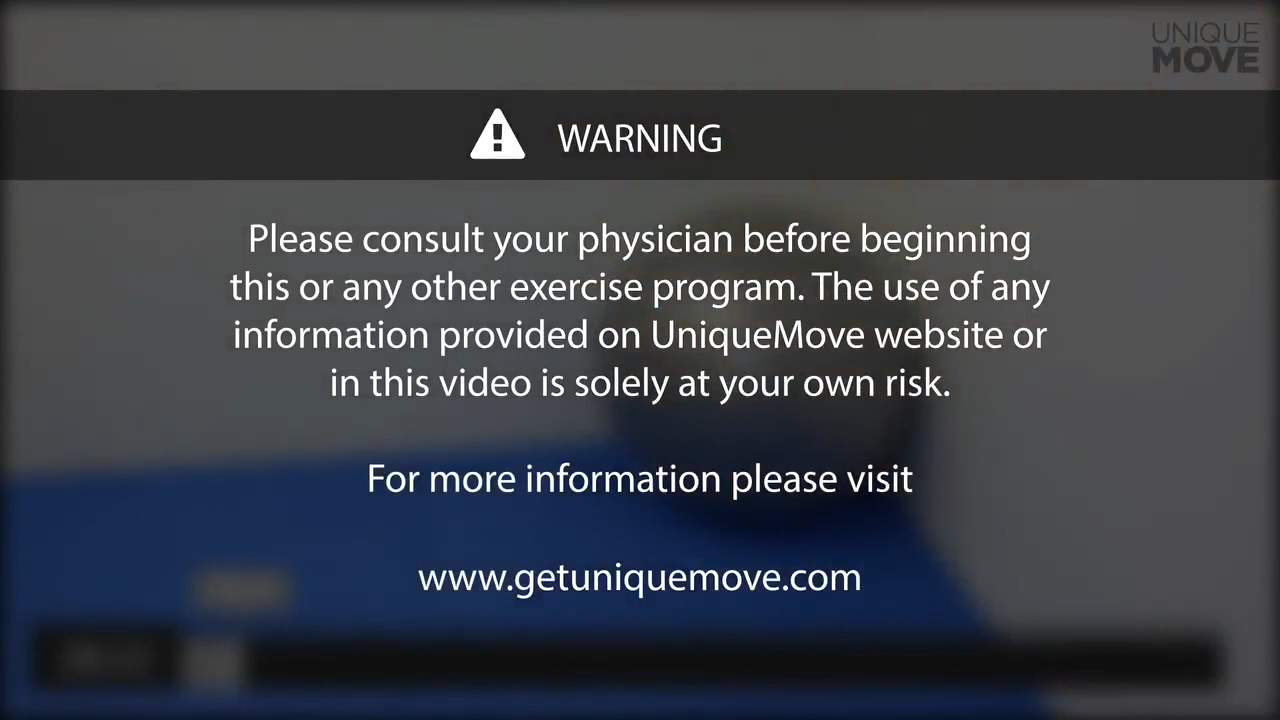 UNIQUE
MOVE
WARNING
Please consult your physician before beginning
this or any other exercise program. The use of any
information provided on UniqueMove website or
in this video is solely at your own risk.
For more information please visit
www.getuniquemove.com